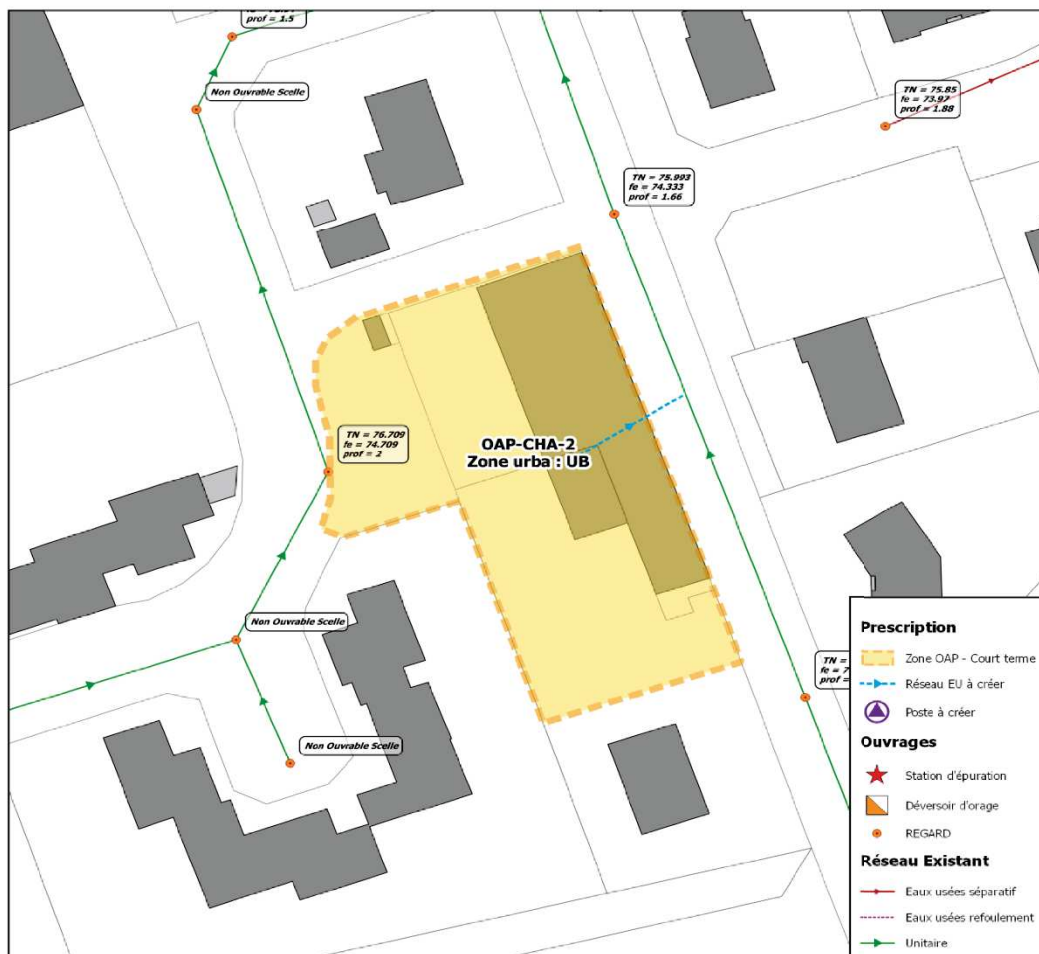 prof = 1.5
Non Ouvrable Scelle
TN = 75.85
fe = 73.97
prof = 1.88
TN = 75.993
fe = 74.333
prof = 1.66
TN = 76.709
fe = 74.709
prof = 2
OAP-CHA-2
Zone urba : UB
Non Ouvrable Scelle
Non Ouvrable Scelle
TN =
fe = 7
prof =
Prescription
Zone OAP - Court terme
Réseau EU à créer
Poste à créer
Ouvrages
Station d'épuration
Déversoir d'orage
REGARD
Réseau Existant
Eaux usées séparatif
Eaux usées refoulement
Unitaire